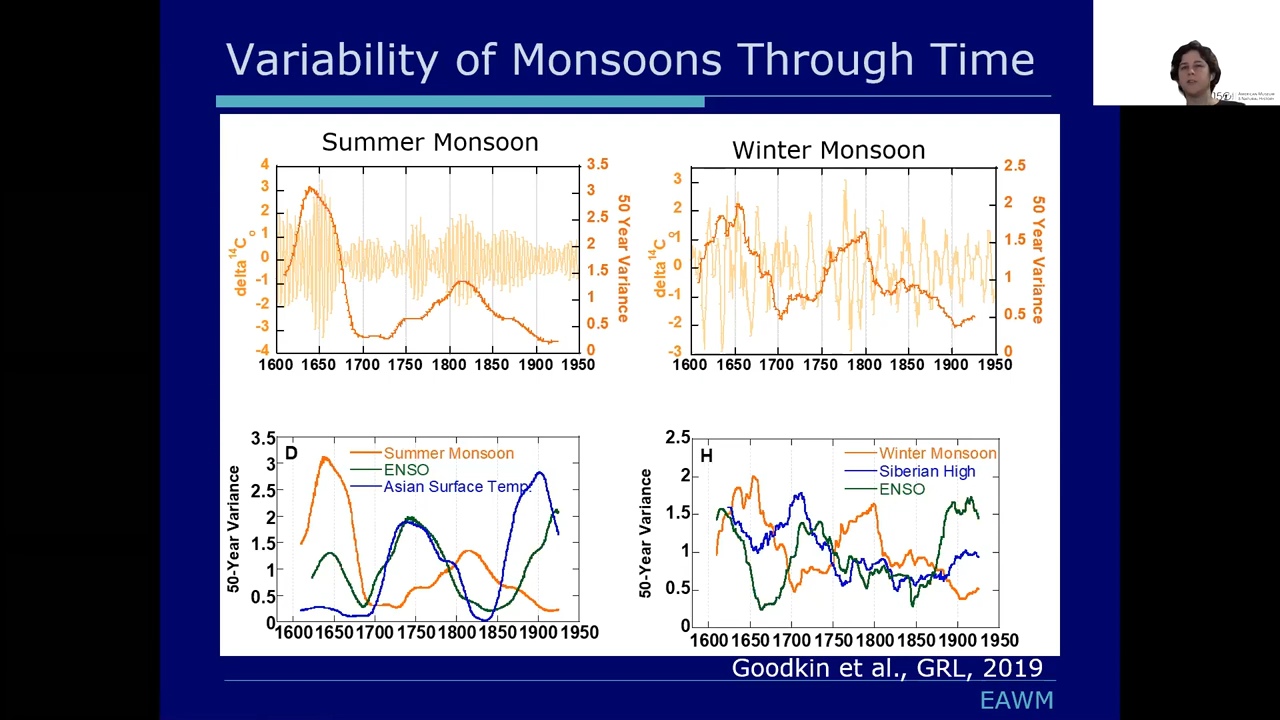 Variability of Monsoons Through Time
AMERICAN MUSEUM
& NATURAL HISTORY
Summer Monsoon
4
3
2
1
0
-1
-2
-3
-4
delta 14C o
3.5
3
2.5
2
1.5
1
0.5
0
50 Year Variance
1600 1650 1700 1750 1800 1850 1900 1950
Winter Monsoon
3
2
1
0
-1
-2
-3
delta 14C o
2.5
2
1.5
1
0.5
0
50 Year Variance
1600 1650 1700 1750 1800 1850 1900 1950
D
Summer Monsoon
ENSO
Asian Surface Temp.
3.5
3
2.5
2
1.5
1
0.5
0
50-Year Variance
1600 1650 1700 1750 1800 1850 1900 1950
H
Winter Monsoon
Siberian High
ENSO
2.5
2
1.5
1
0.5
0
50-Year Variance
1600 1650 1700 1750 1800 1850 1900 1950
Goodkin et al., GRL, 2019
EAWM